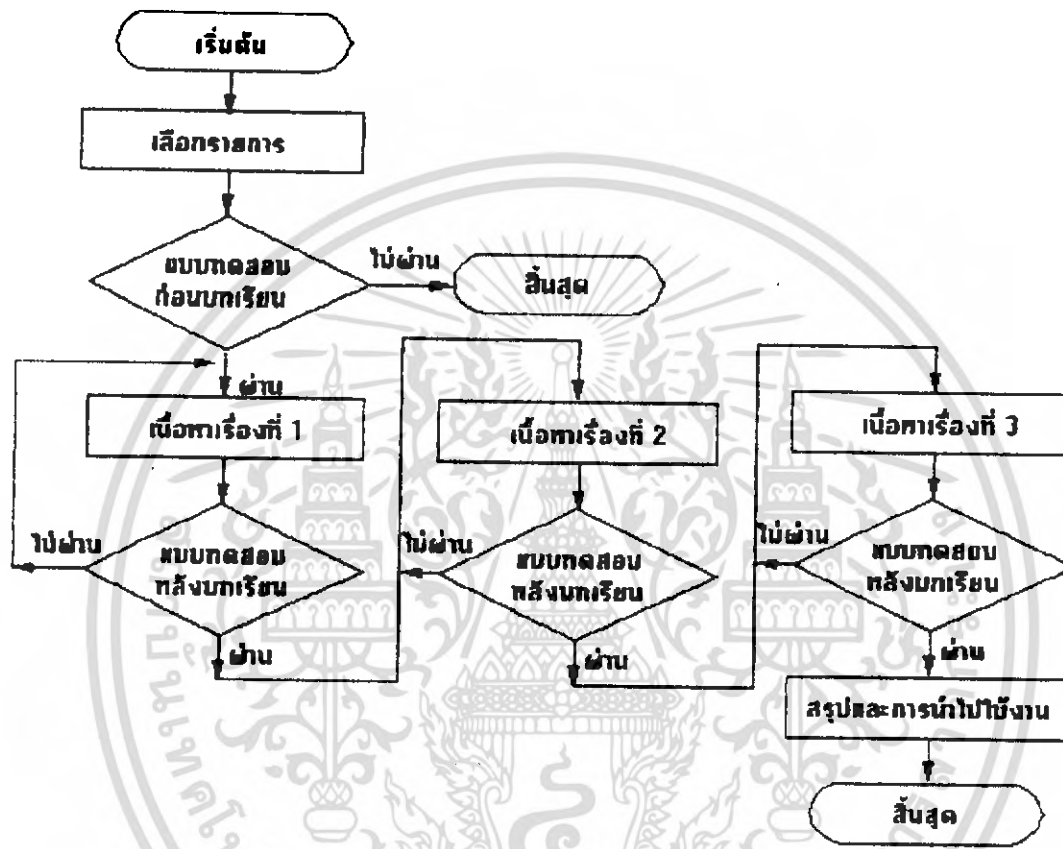 เริ่มต้น
เลือกรายการ
แบบทดสอบ
ก่อนบทเรียน
ไม่ผ่าน
สิ้นสุด
ผ่าน
เนื้อหาเรื่องที่ 1
แบบทดสอบ
หลังบทเรียน
ไม่ผ่าน
ผ่าน
เนื้อหาเรื่องที่ 2
แบบทดสอบ
หลังบทเรียน
ไม่ผ่าน
ผ่าน
เนื้อหาเรื่องที่ 3
แบบทดสอบ
หลังบทเรียน
ไม่ผ่าน
ผ่าน
สรุปและการนำไปใช้งาน
สิ้นสุด